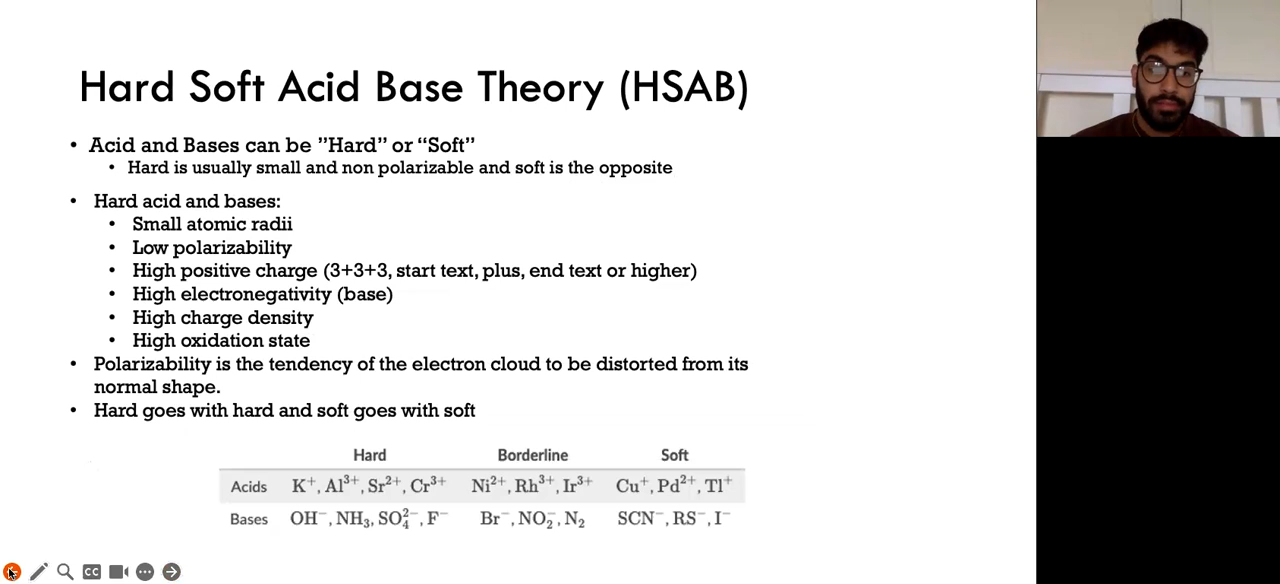 Hard Soft Acid Base Theory (HSAB)
• Acid and Bases can be ”Hard” or “Soft”
• Hard is usually small and non polarizable and soft is the opposite
• Hard acid and bases:
• Small atomic radii
• Low polarizability
• High positive charge (3+3+3, start text, plus, end text or higher)
• High electronegativity (base)
• High charge density
• High oxidation state
• Polarizability is the tendency of the electron cloud to be distorted from its
normal shape.
• Hard goes with hard and soft goes with soft
Hard Borderline Soft
Acids K⁺, Al³⁺, Sr²⁺, Cr³⁺ Ni²⁺, Rh³⁺, Ir³⁺ Cu⁺, Pd²⁺, Tl⁺
Bases OH⁻, NH₃, SO₄²⁻, F⁻ Br⁻, NO₂⁻, N₂ SCN⁻, RS⁻, I⁻
CC